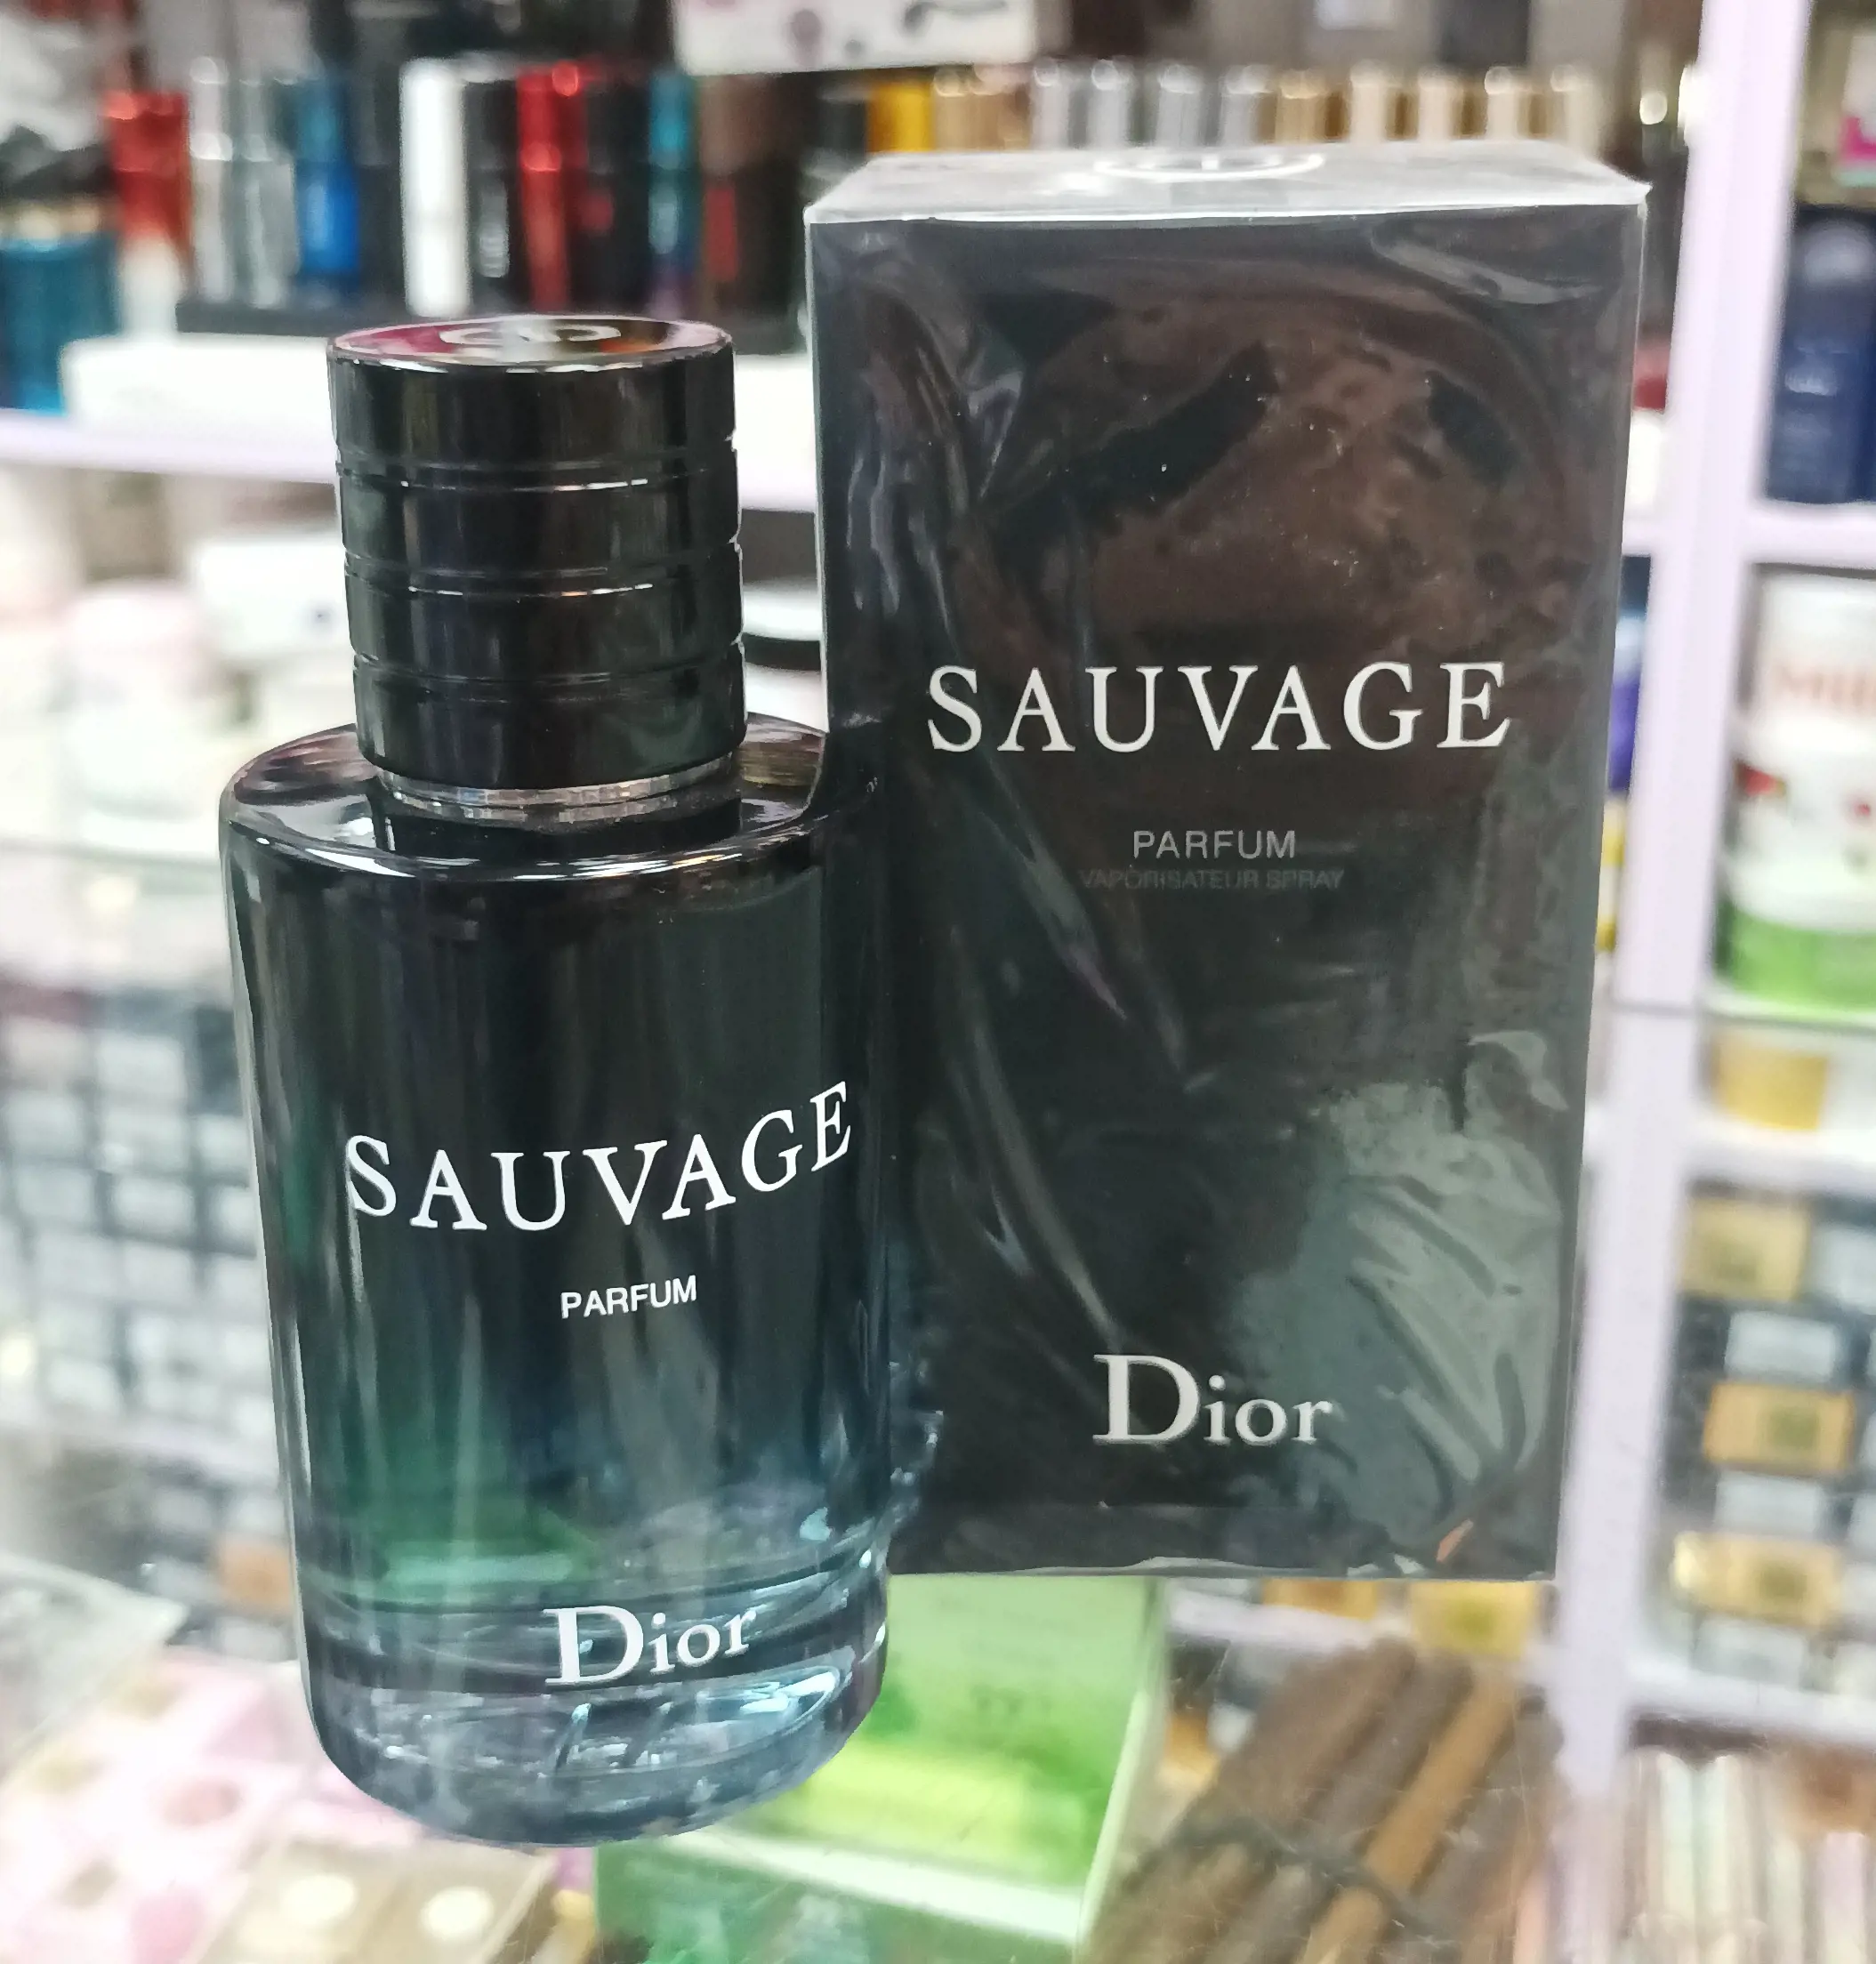 SAUVAGE
PARFUM
Dior
SAUVAGE
PARFUM
VAPORISATEUR SPRAY
Dior